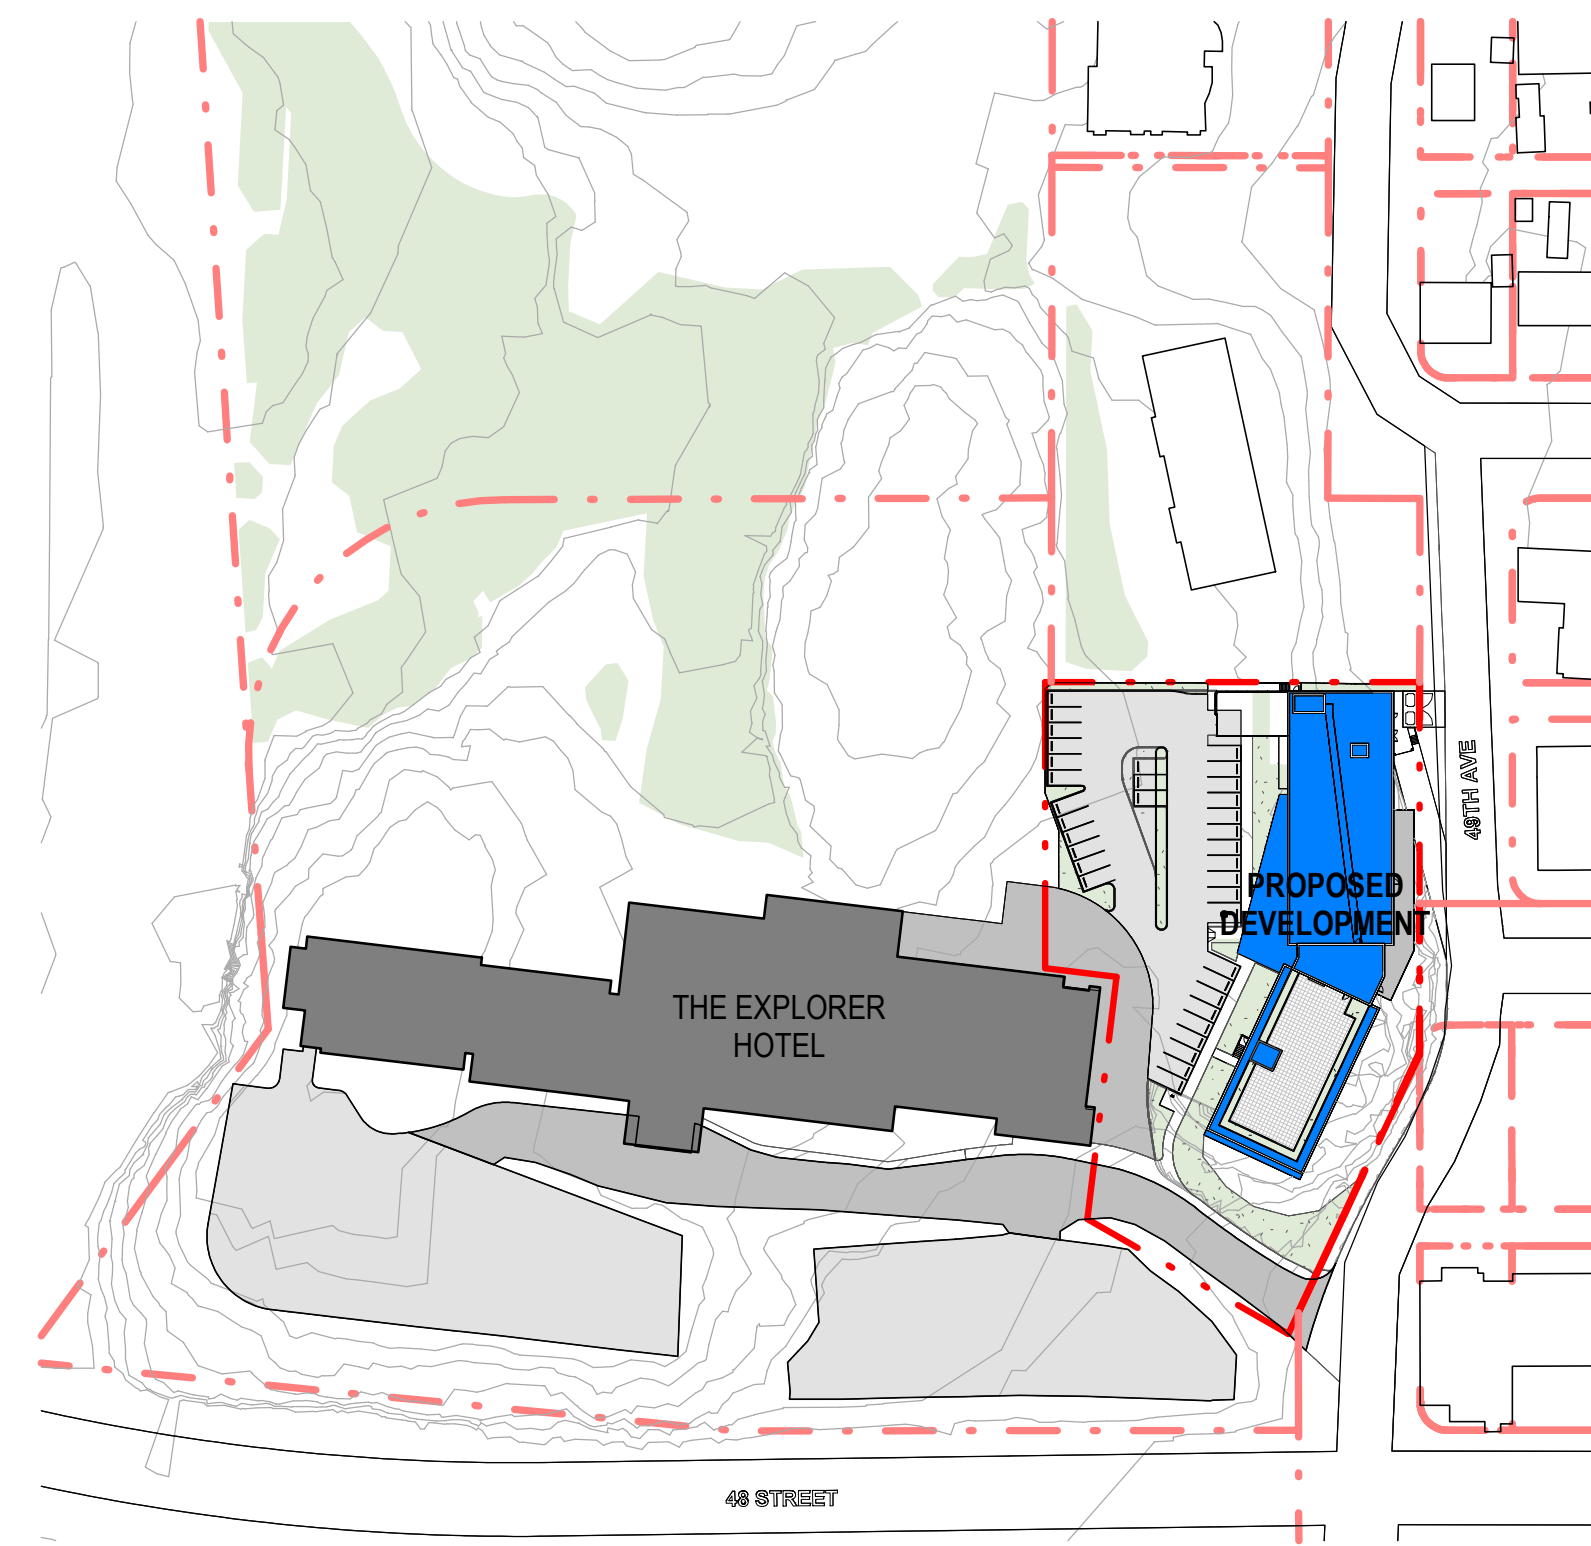 49TH AVE
PROPOSED
DEVELOPMENT
THE EXPLORER
HOTEL
48 STREET